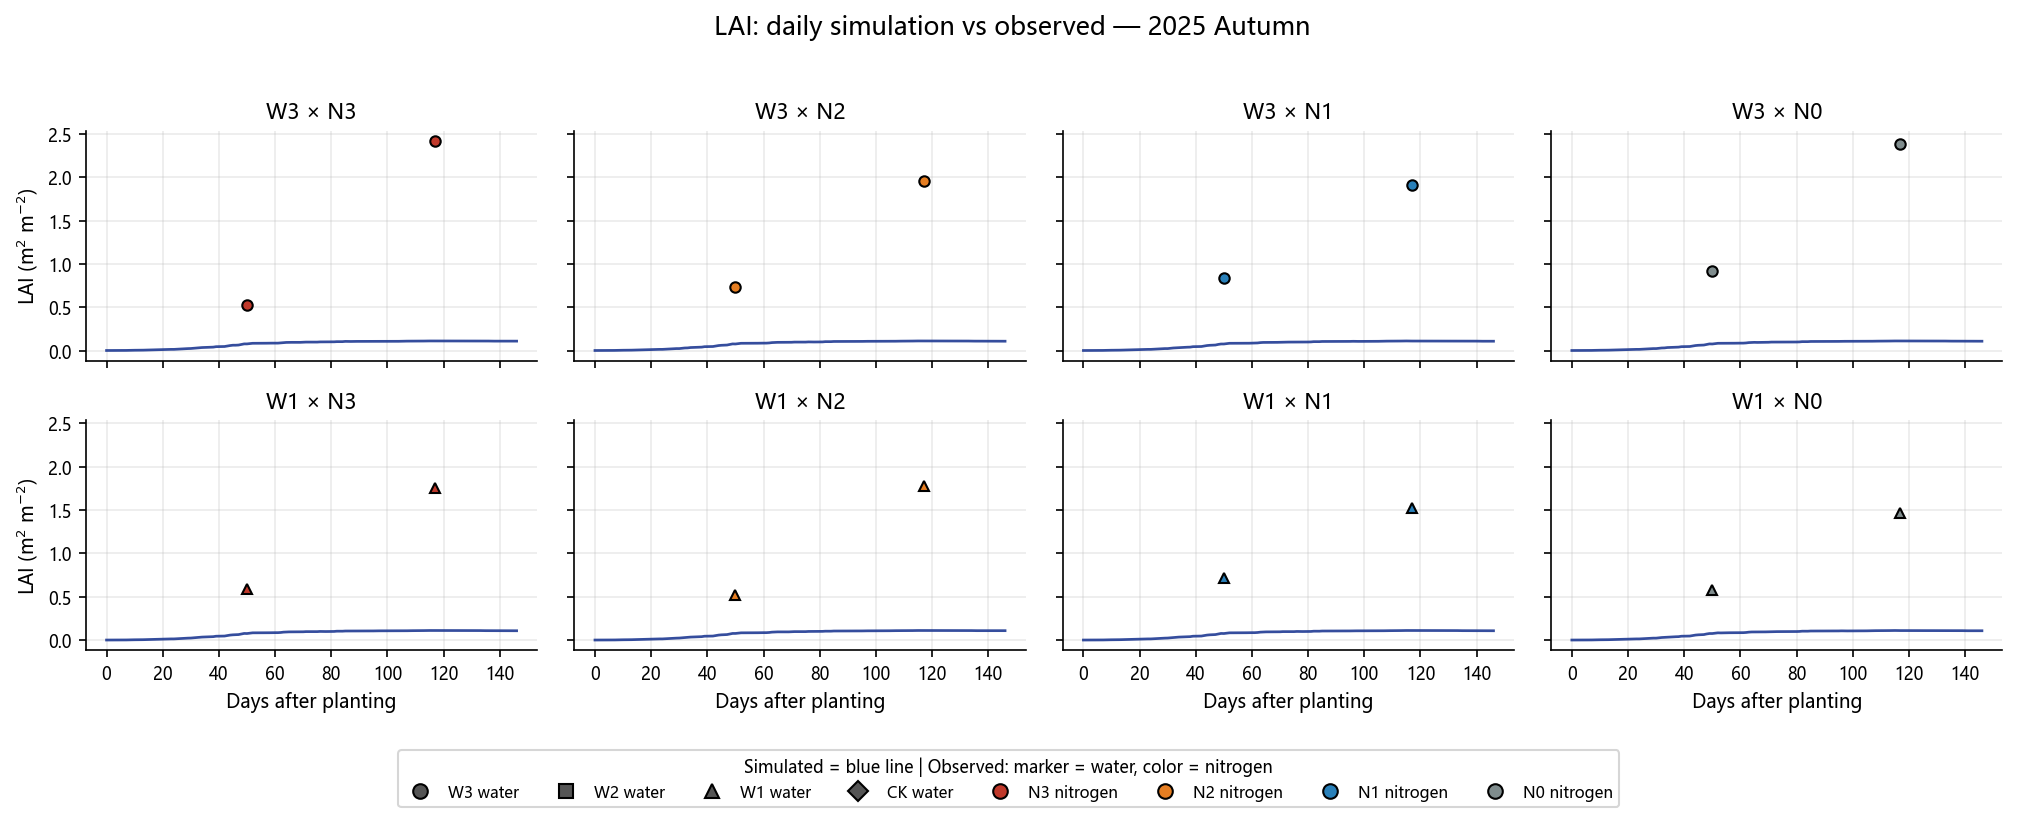 LAI: daily simulation vs observed — 2025 Autumn
W3 × N3 W3 × N2 W3 × N1 W3 × N0
2.5
2.0
1.5
1.0
0.5
0.0
LAI (m² m⁻²)
W1 × N3 W1 × N2 W1 × N1 W1 × N0
2.5
2.0
1.5
1.0
0.5
0.0
LAI (m² m⁻²)
0 20 40 60 80 100 120 140 0 20 40 60 80 100 120 140 0 20 40 60 80 100 120 140 0 20 40 60 80 100 120 140
Days after planting Days after planting Days after planting Days after planting
Simulated = blue line | Observed: marker = water, color = nitrogen
W3 water W2 water W1 water CK water N3 nitrogen N2 nitrogen N1 nitrogen N0 nitrogen